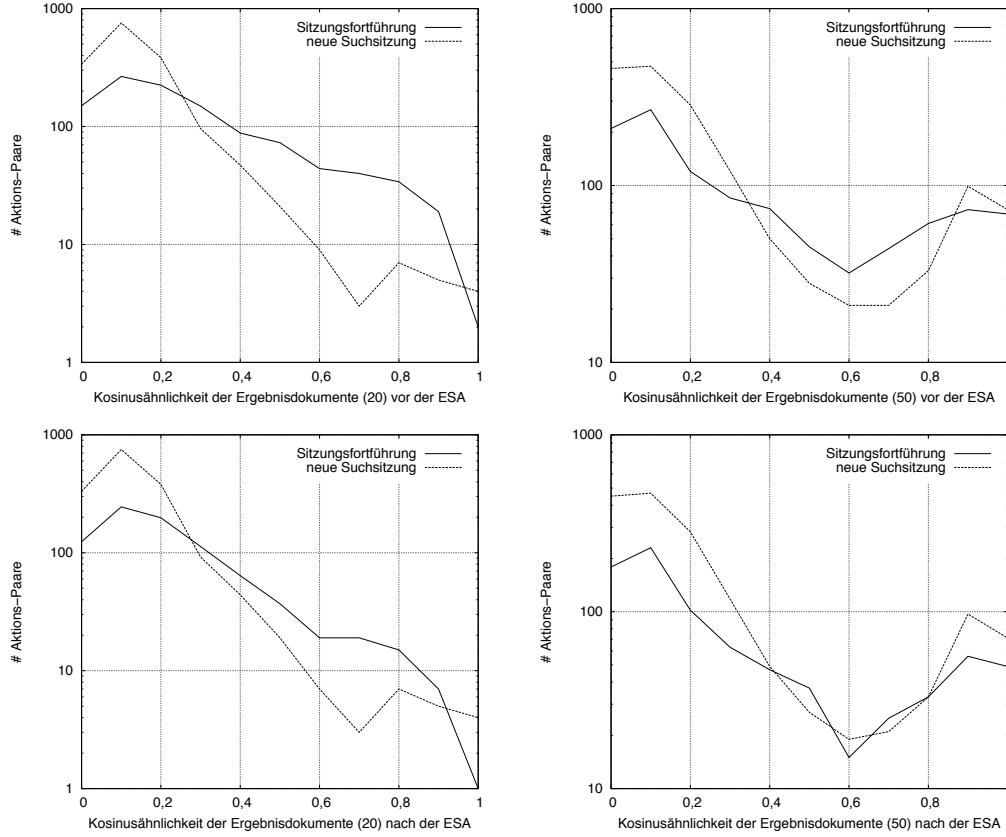 1000
100
10
1
# Aktions–Paare
Sitzungsfortführung
neue Suchsitzung
0 0,2 0,4 0,6 0,8 1
Kosinusähnlichkeit der Ergebnisdokumente (20) vor der ESA
1000
100
10
# Aktions–Paare
Sitzungsfortführung
neue Suchsitzung
0 0,2 0,4 0,6 0,8
Kosinusähnlichkeit der Ergebnisdokumente (50) vor der ESA
1000
100
10
1
# Aktions–Paare
Sitzungsfortführung
neue Suchsitzung
0 0,2 0,4 0,6 0,8 1
Kosinusähnlichkeit der Ergebnisdokumente (20) nach der ESA
1000
100
10
# Aktions–Paare
Sitzungsfortführung
neue Suchsitzung
0 0,2 0,4 0,6 0,8
Kosinusähnlichkeit der Ergebnisdokumente (50) nach der ESA